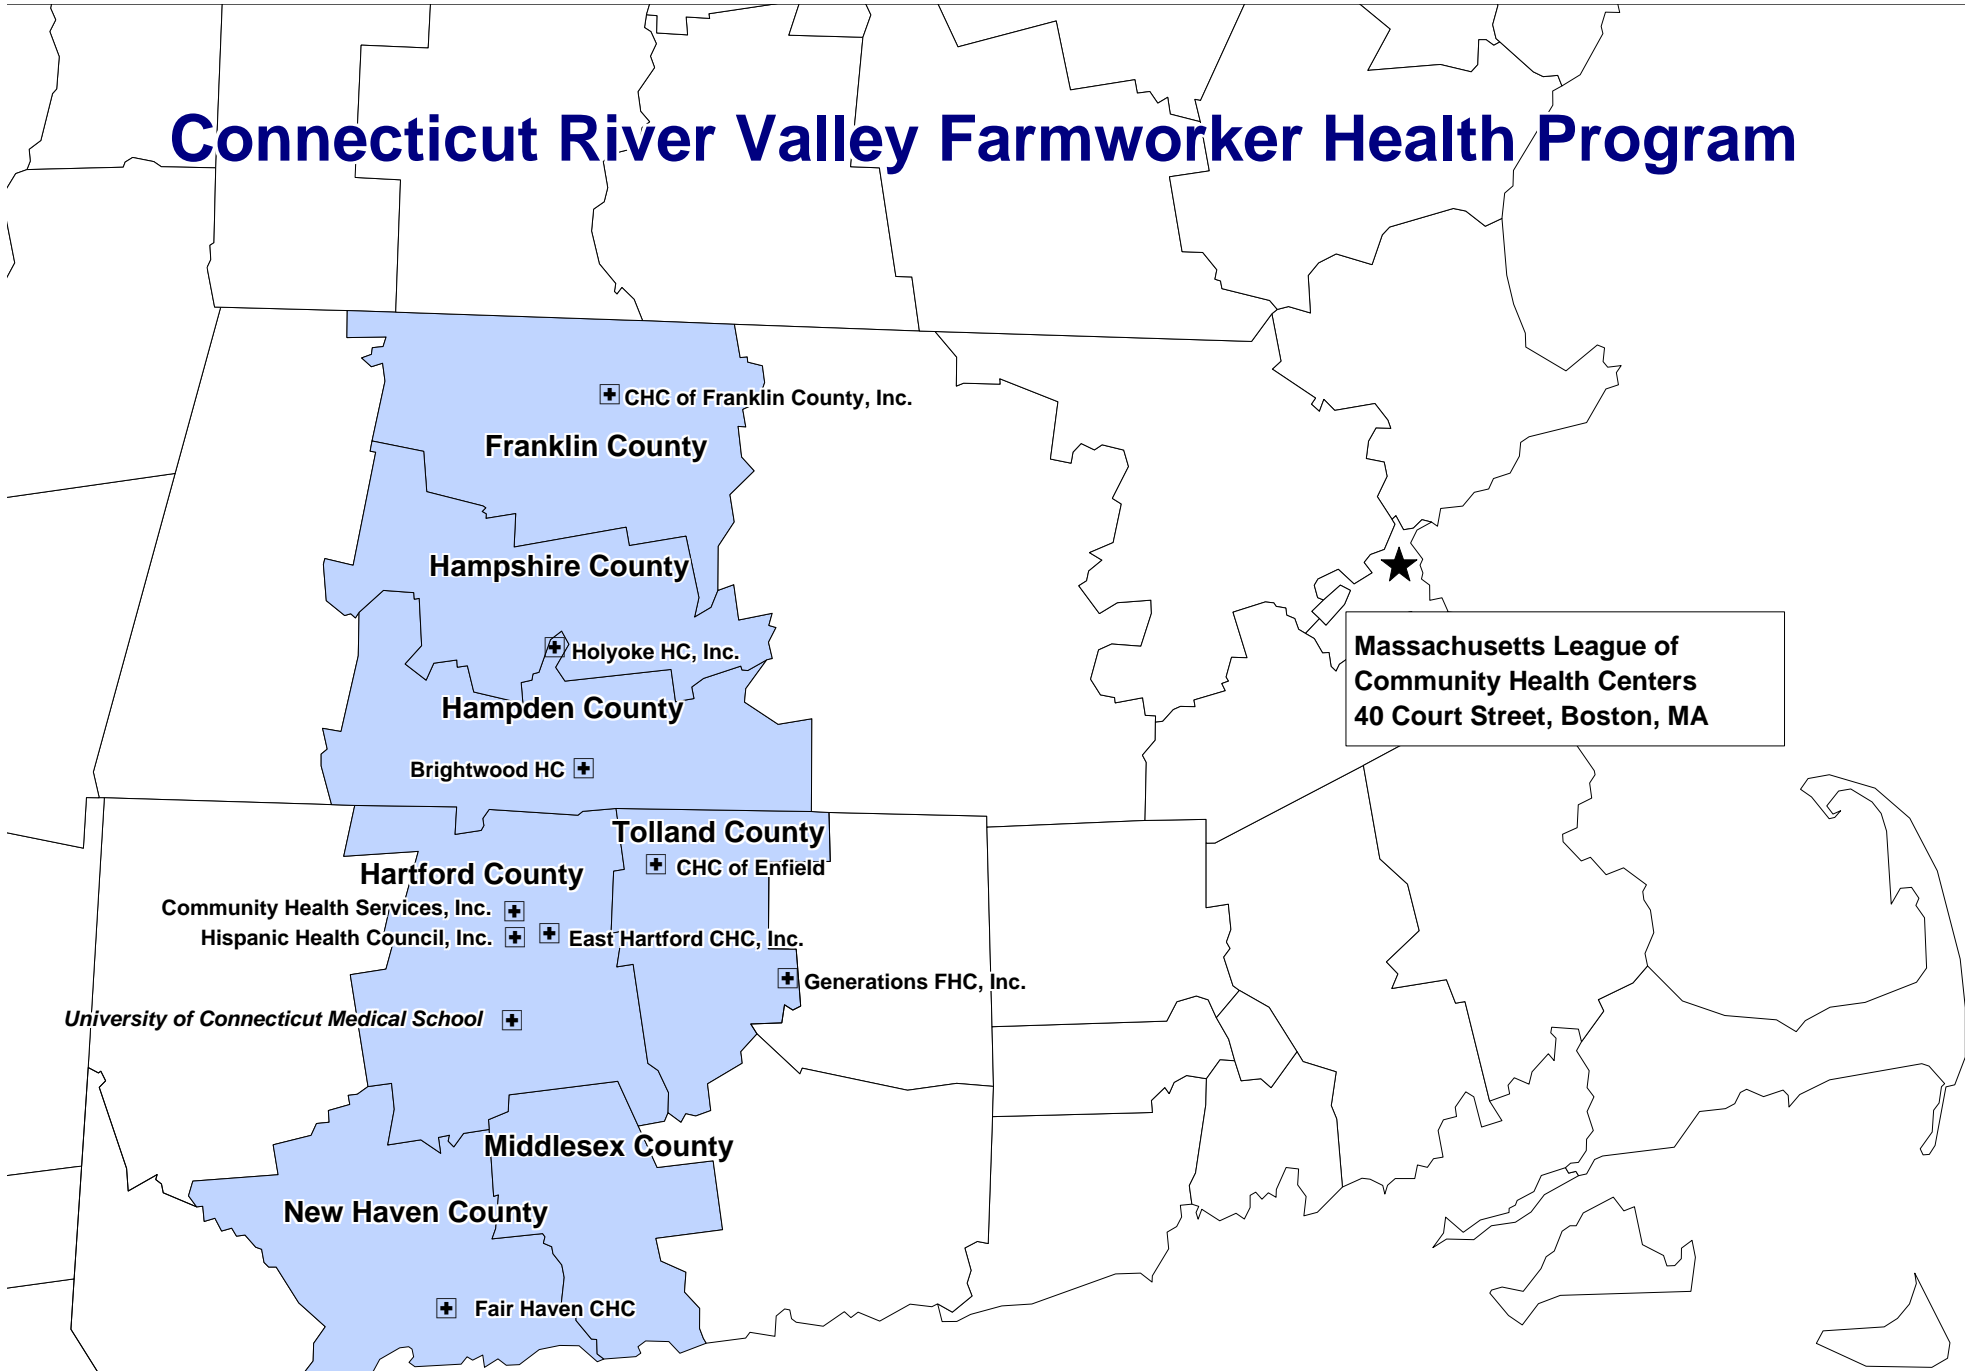 Connecticut River Valley Farmworker Health Program
CHC of Franklin County, Inc.
Franklin County
Hampshire County
Holyoke HC, Inc.
Massachusetts League of
Community Health Centers
40 Court Street, Boston, MA
Hampden County
Brightwood HC
Tolland County
CHC of Enfield
Hartford County
Community Health Services, Inc.
Hispanic Health Council, Inc.
East Hartford CHC, Inc.
Generations FHC, Inc.
University of Connecticut Medical School
Middlesex County
New Haven County
Fair Haven CHC